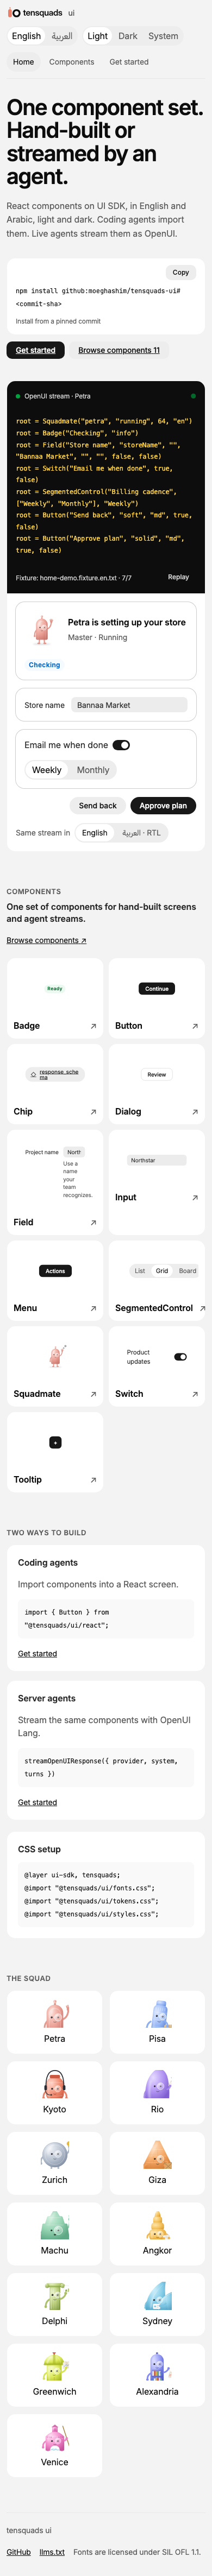 tensquads ui
English العربية Light Dark System
Home Components Get started
One component set.
Hand-built or
streamed by an
agent.
React components on UI SDK, in English and
Arabic, light and dark. Coding agents import
them. Live agents stream them as OpenUI.
Copy
npm install github:moeghashim/tensquads-ui#
<commit-sha>
Install from a pinned commit
Get started Browse components 11
OpenUI stream · Petra
root = Squadmate("petra", "running", 64, "en")
root = Badge("Checking", "info")
root = Field("Store name", "storeName", "",
"Bannaa Market", "", "", false, false)
root = Switch("Email me when done", true,
false)
root = SegmentedControl("Billing cadence",
["Weekly", "Monthly"], "Weekly")
root = Button("Send back", "soft", "md", true,
false)
root = Button("Approve plan", "solid", "md",
true, false)
Fixture: home-demo.fixture.en.txt · 7/7 Replay
Petra is setting up your store
Master · Running
Checking
Store name Bannaa Market
Email me when done
Weekly Monthly
Send back Approve plan
Same stream in English العربية · RTL
COMPONENTS
One set of components for hand-built screens
and agent streams.
Browse components ↗
Ready
Badge ↗
Continue
Button ↗
response_sche
ma
Chip ↗
Review
Dialog ↗
Project name North
Use a
name
your
team
recognizes.
Field ↗
Northstar
Input ↗
Actions
Menu ↗
List Grid Board
SegmentedControl ↗
Squadmate ↗
Product
updates
Switch ↗
+
Tooltip ↗
TWO WAYS TO BUILD
Coding agents
Import components into a React screen.
import { Button } from
"@tensquads/ui/react";
Get started
Server agents
Stream the same components with OpenUI
Lang.
streamOpenUIResponse({ provider, system,
turns })
Get started
CSS setup
@layer ui-sdk, tensquads;
@import "@tensquads/ui/fonts.css";
@import "@tensquads/ui/tokens.css";
@import "@tensquads/ui/styles.css";
THE SQUAD
Petra
Pisa
Kyoto
Rio
Zurich
Giza
Machu
Angkor
Delphi
Sydney
Greenwich
Alexandria
Venice
tensquads ui
GitHub llms.txt Fonts are licensed under SIL OFL 1.1.